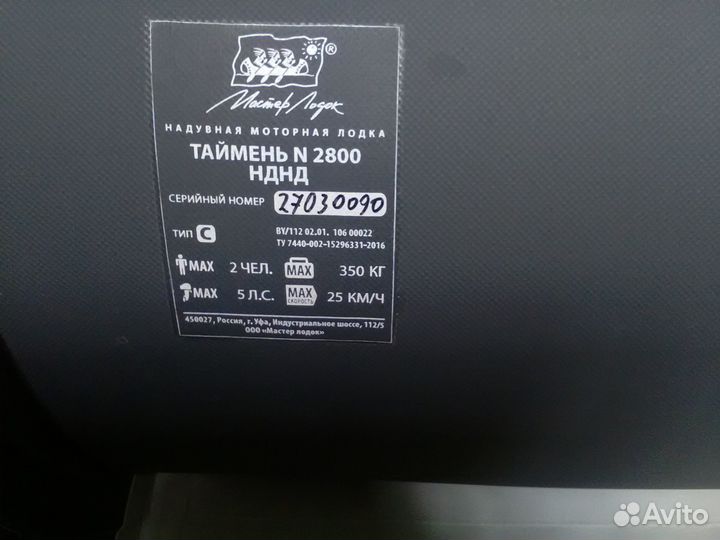 ®
Мастер Лодок
НАДУВНАЯ МОТОРНАЯ ЛОДКА
ТАЙМЕНЬ N 2800
НДНД
СЕРИЙНЫЙ НОМЕР 27030090
ТИП C BY/112 02.01. 106 00022
ТУ 7440-002-15296331-2016
MAX 2 ЧЕЛ. MAX 350 КГ
MAX 5 Л.С. MAX СКОРОСТЬ 25 КМ/Ч
450027, Россия, г. Уфа, Индустриальное шоссе, 112/5
ООО «Мастер лодок»
Avito